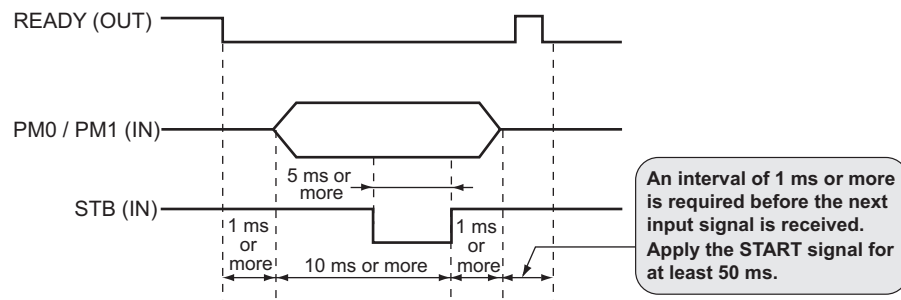 READY (OUT)
PM0 / PM1 (IN)
5 ms or
more
STB (IN)
1 ms
or
more
10 ms or more
1 ms
or
more
An interval of 1 ms or more
is required before the next
input signal is received.
Apply the START signal for
at least 50 ms.